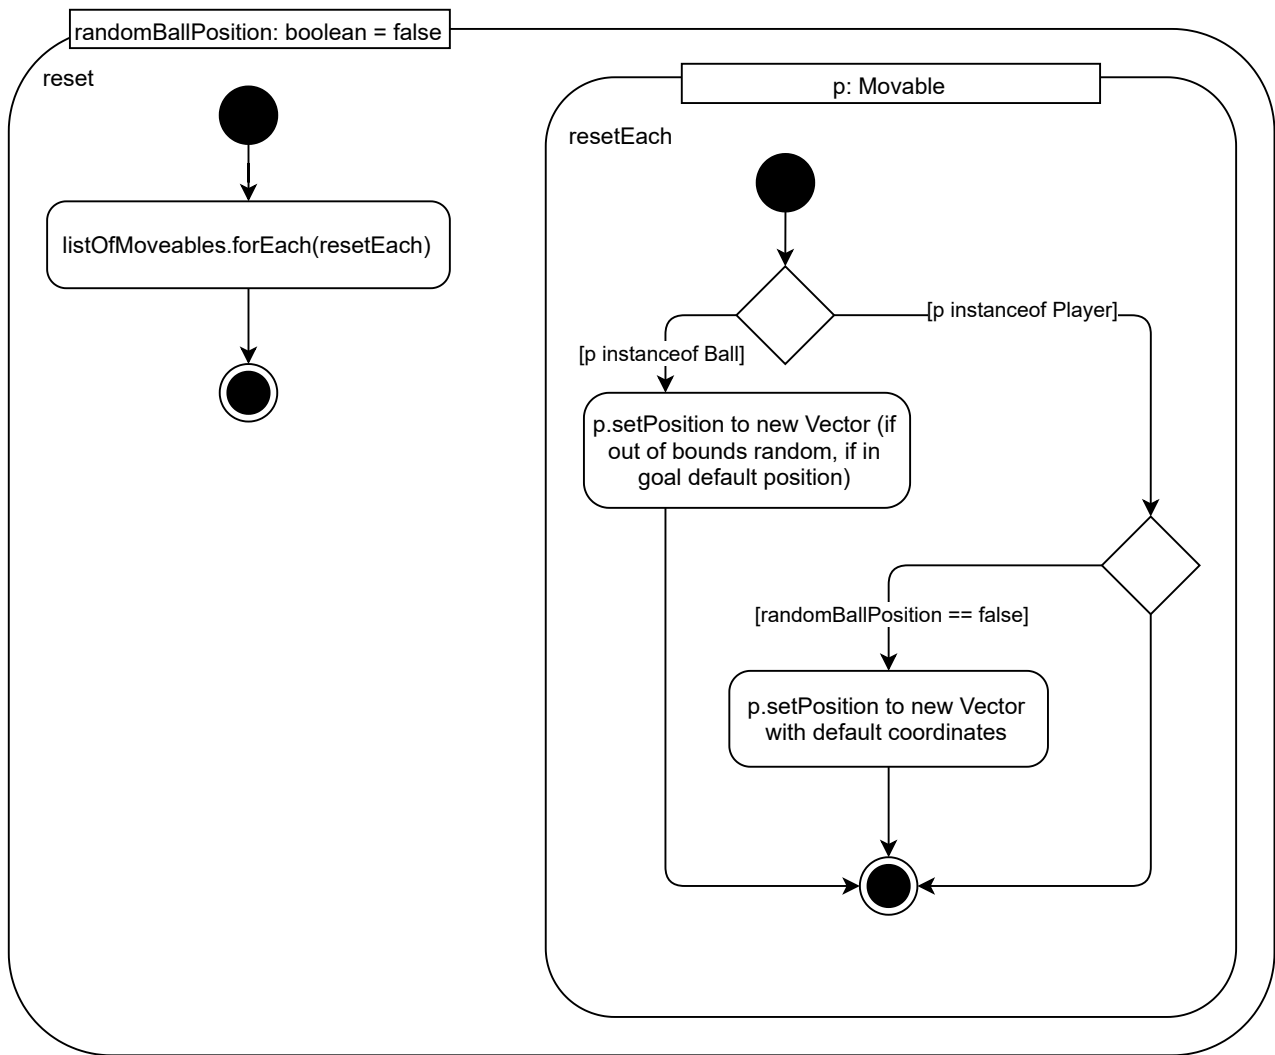 randomBallPosition: boolean = false
reset
listOfMoveables.forEach(resetEach)
p: Movable
resetEach
[p instanceof Player]
[p instanceof Ball]
p.setPosition to new Vector (if
out of bounds random, if in
goal default position)
[randomBallPosition == false]
p.setPosition to new Vector
with default coordinates